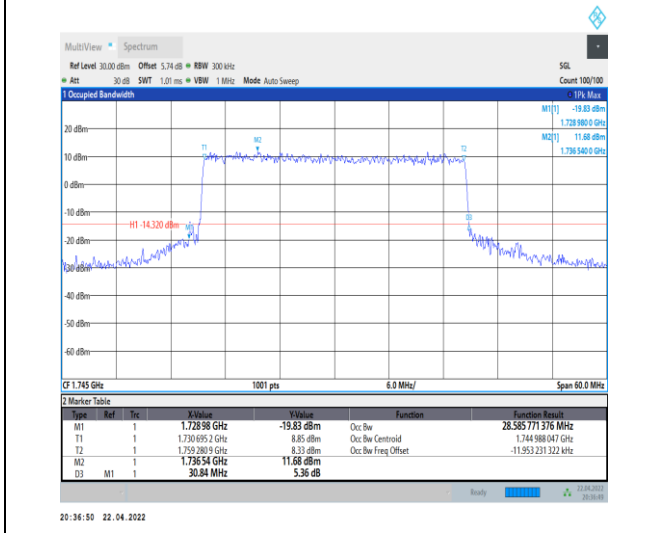 MultiView Spectrum
Ref Level 30.00 dBm Offset 5.74 dB RBW 300 kHz SGL
Att 30 dB SWT 1.01 ms VBW 1 MHz Mode Auto Sweep Count 100/100
1 Occupied Bandwidth 1Pk Max
M1[1] -19.83 dBm
1.728 980 0 GHz
M2[1] 11.68 dBm
1.736 540 0 GHz
20 dBm
M2
T1
T2
10 dBm
0 dBm
-10 dBm
D3
H1 -14.320 dBm
M1
-20 dBm
-30 dBm
-40 dBm
-50 dBm
-60 dBm
CF 1.745 GHz 1001 pts 6.0 MHz/ Span 60.0 MHz
2 Marker Table
Type Ref Trc X-Value Y-Value Function Function Result
M1 1 1.728 98 GHz -19.83 dBm Occ Bw 28.585 771 376 MHz
T1 1 1.730 695 2 GHz 8.85 dBm Occ Bw Centroid 1.744 988 047 GHz
T2 1 1.759 280 9 GHz 8.33 dBm Occ Bw Freq Offset -11.953 231 322 kHz
M2 1 1.736 54 GHz 11.68 dBm
D3 M1 1 30.84 MHz 5.36 dB
Ready 22.04.2022
20:36:49
20:36:50 22.04.2022